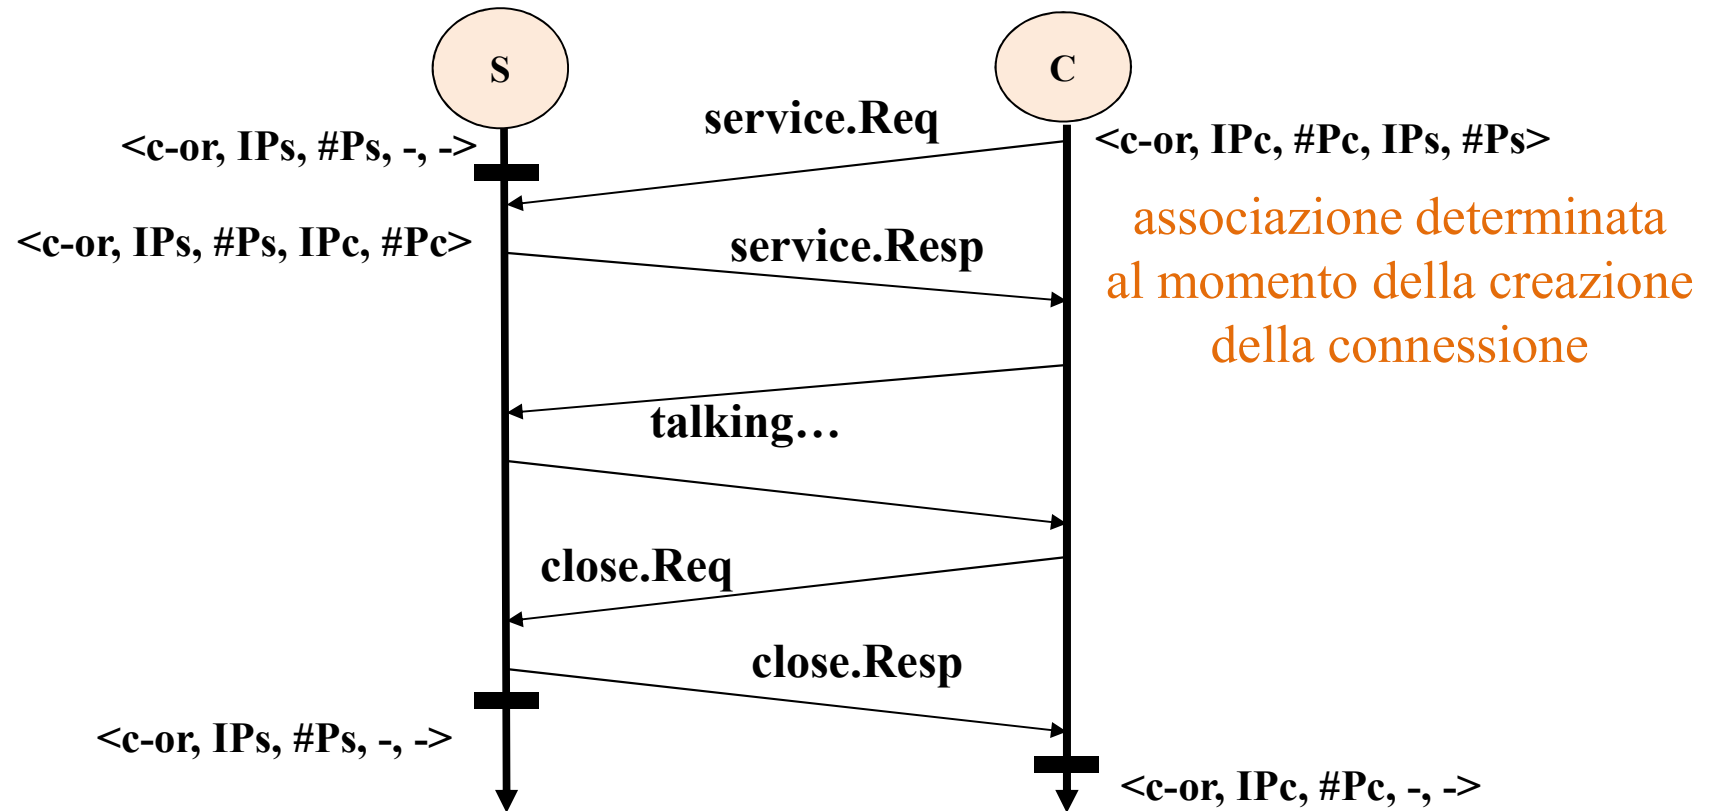 S
C
service.Req
<c-or, IPs, #Ps, -, ->
<c-or, IPc, #Pc, IPs, #Ps>
associazione determinata
al momento della creazione
della connessione
<c-or, IPs, #Ps, IPc, #Pc>
service.Resp
talking…
close.Req
close.Resp
<c-or, IPs, #Ps, -, ->
<c-or, IPc, #Pc, -, ->